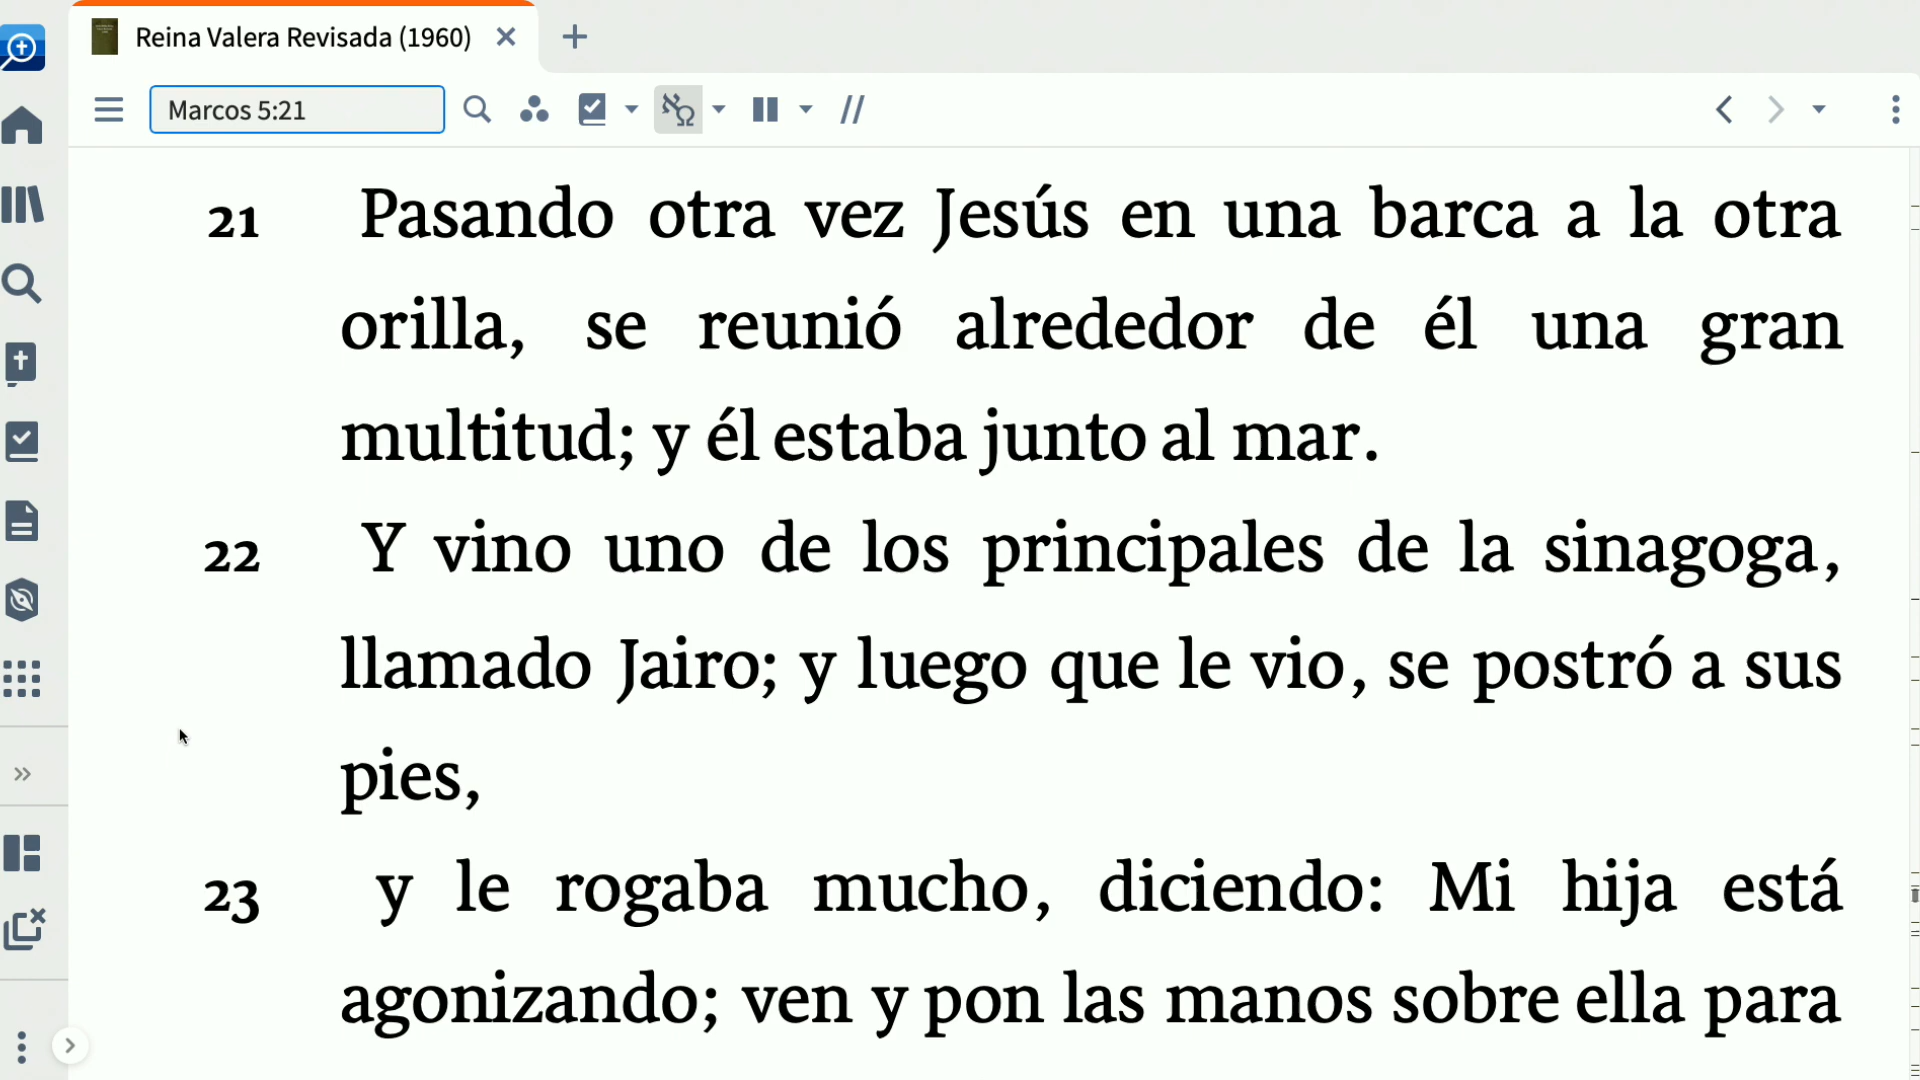 Reina Valera Revisada (1960)
Marcos 5:21
21 Pasando otra vez Jesús en una barca a la otra
orilla, se reunió alrededor de él una gran
multitud; y él estaba junto al mar.
22 Y vino uno de los principales de la sinagoga,
llamado Jairo; y luego que le vio, se postró a sus
pies,
23 y le rogaba mucho, diciendo: Mi hija está
agonizando; ven y pon las manos sobre ella para